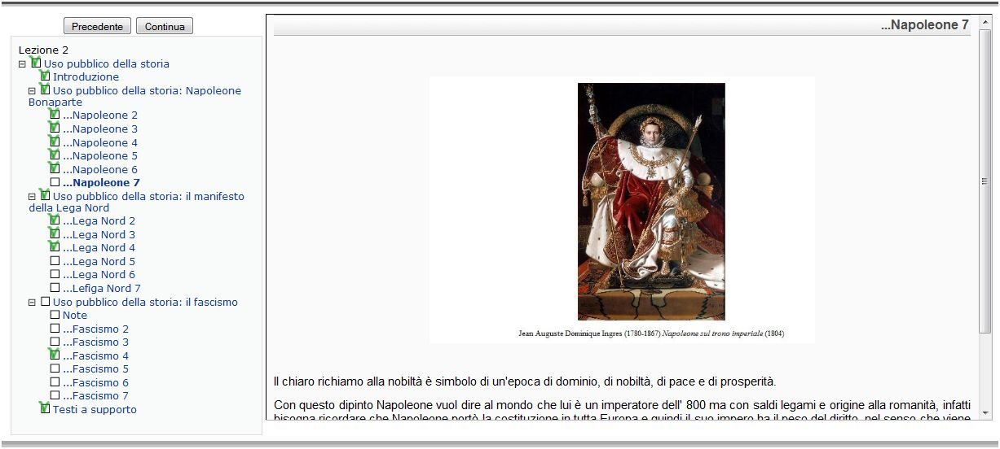 Precedente Continua
Lezione 2
Uso pubblico della storia
Introduzione
Uso pubblico della storia: Napoleone
Bonaparte
...Napoleone 2
...Napoleone 3
...Napoleone 4
...Napoleone 5
...Napoleone 6
...Napoleone 7
Uso pubblico della storia: il manifesto
della Lega Nord
...Lega Nord 2
...Lega Nord 3
...Lega Nord 4
...Lega Nord 5
...Lega Nord 6
...Lefiga Nord 7
Uso pubblico della storia: il fascismo
Note
...Fascismo 2
...Fascismo 3
...Fascismo 4
...Fascismo 5
...Fascismo 6
...Fascismo 7
Testi a supporto
...Napoleone 7
Jean Auguste Dominique Ingres (1780-1867) Napoleone sul trono imperiale (1804)
Il chiaro richiamo alla nobiltà è simbolo di un'epoca di dominio, di nobiltà, di pace e di prosperità.
Con questo dipinto Napoleone vuol dire al mondo che lui è un imperatore dell' 800 ma con saldi legami e origine alla romanità, infatti
bisogna ricordare che Napoleone portò la costituzione in tutta Europa e quindi il suo impero ha il peso del diritto, nel senso che viene